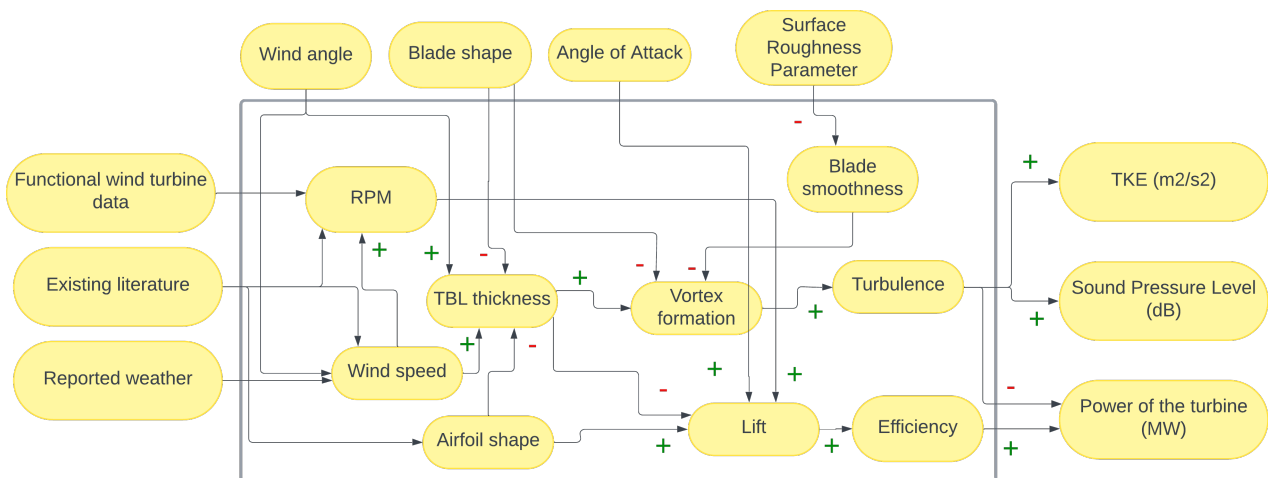 Wind angle
Blade shape
Angle of Attack
Surface
Roughness
Parameter
-
Functional wind turbine
data
RPM
Blade
smoothness
+
TKE (m2/s2)
Existing literature
+
+
-
+
TBL thickness
-
-
Vortex
formation
+
Turbulence
+
Sound Pressure Level
(dB)
Reported weather
Wind speed
+
-
+
+
-
-
Power of the turbine
(MW)
Airfoil shape
+
Lift
+
Efficiency
+